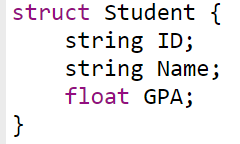 struct Student {
    string ID;
    string Name;
    float GPA;
}